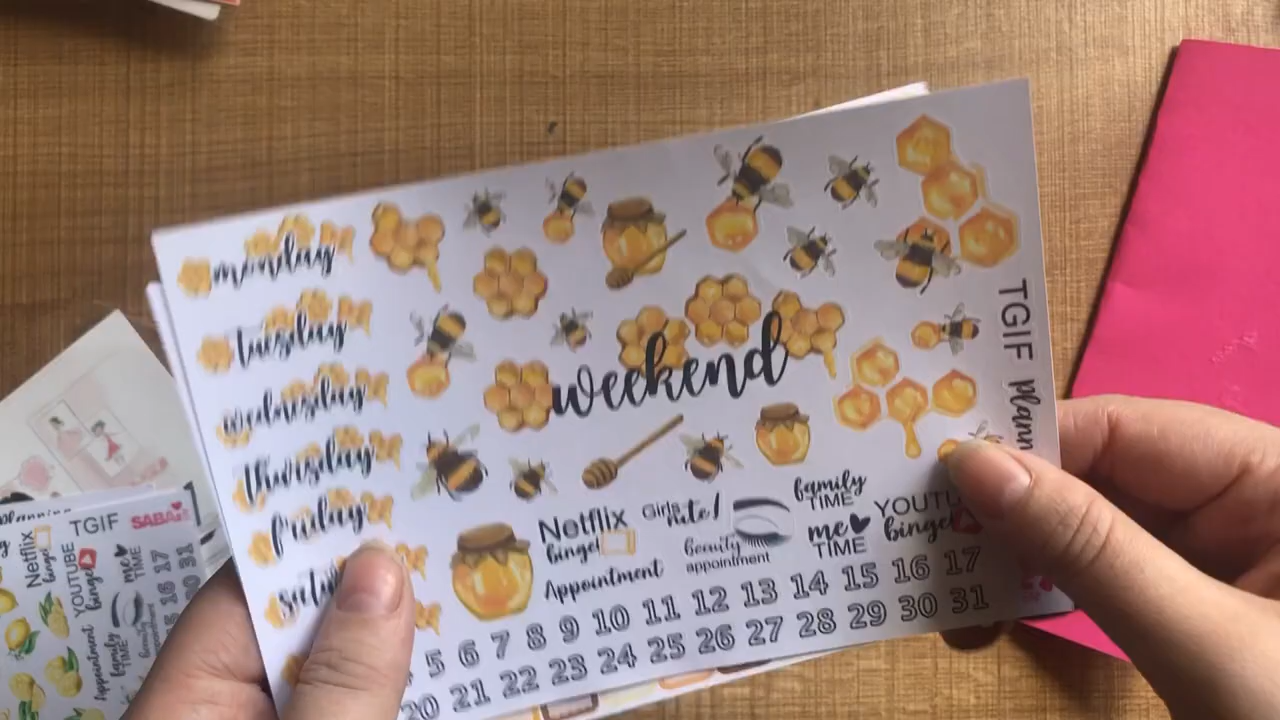 monday
tuesday
wednesday
thursday
friday
weekend
TGIF
Netflix
binge!
Girls
nite!
family
TIME
me
TIME
beauty
appointment
Appointment
5 6 7 8 9 10 11 12 13 14 15 16 17
20 21 22 23 24 25 26 27 28 29 30 31
TGIF
SABA
Netflix
binge!
YOUTUBE
binge
me
TIME
Appointment
family
TIME
16 17
30 31